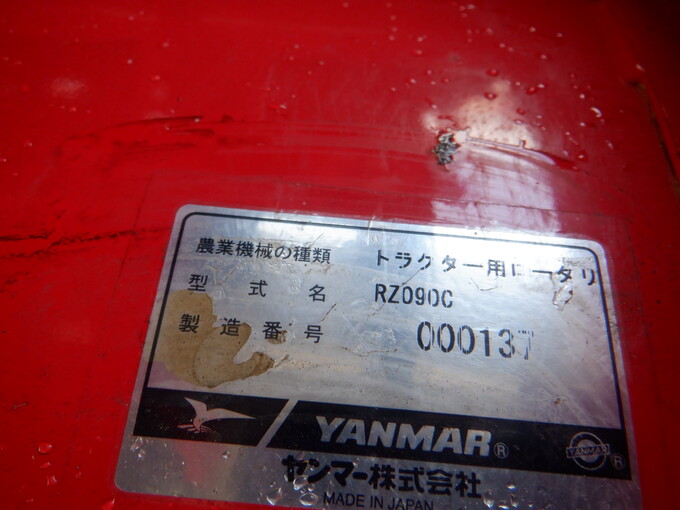 農業機械の種類 トラクター用ロータリ
型式名 RZ090C
製造番号 000137
YANMAR®
YANMAR ®
ヤンマー株式会社
MADE IN JAPAN